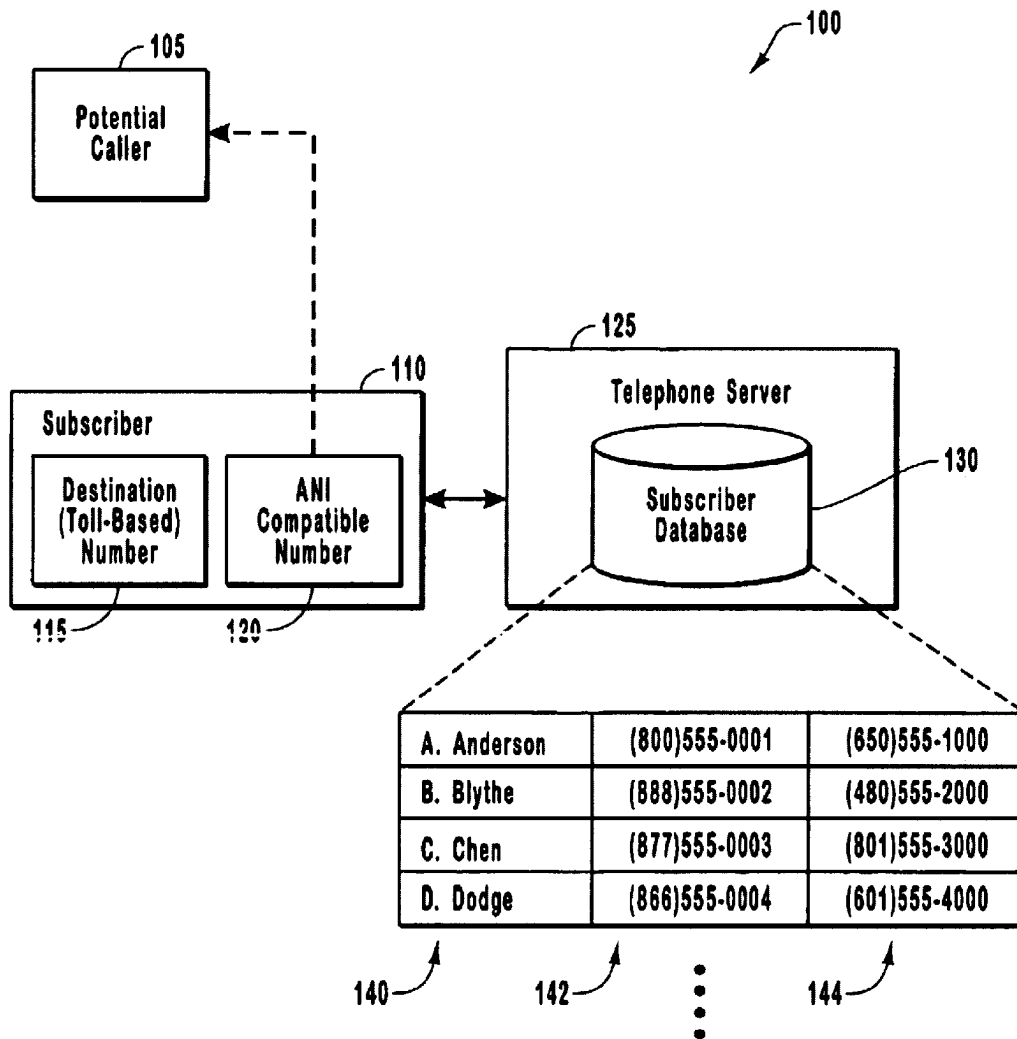 100
105
Potential
Caller
110
Subscriber
Destination
(Toll-Based)
Number
ANI
Compatible
Number
115
120
125
Telephone Server
Subscriber
Database
130
A. Anderson (800)555-0001 (650)555-1000
B. Blythe (888)555-0002 (480)555-2000
C. Chen (877)555-0003 (801)555-3000
D. Dodge (866)555-0004 (601)555-4000
140 142 144